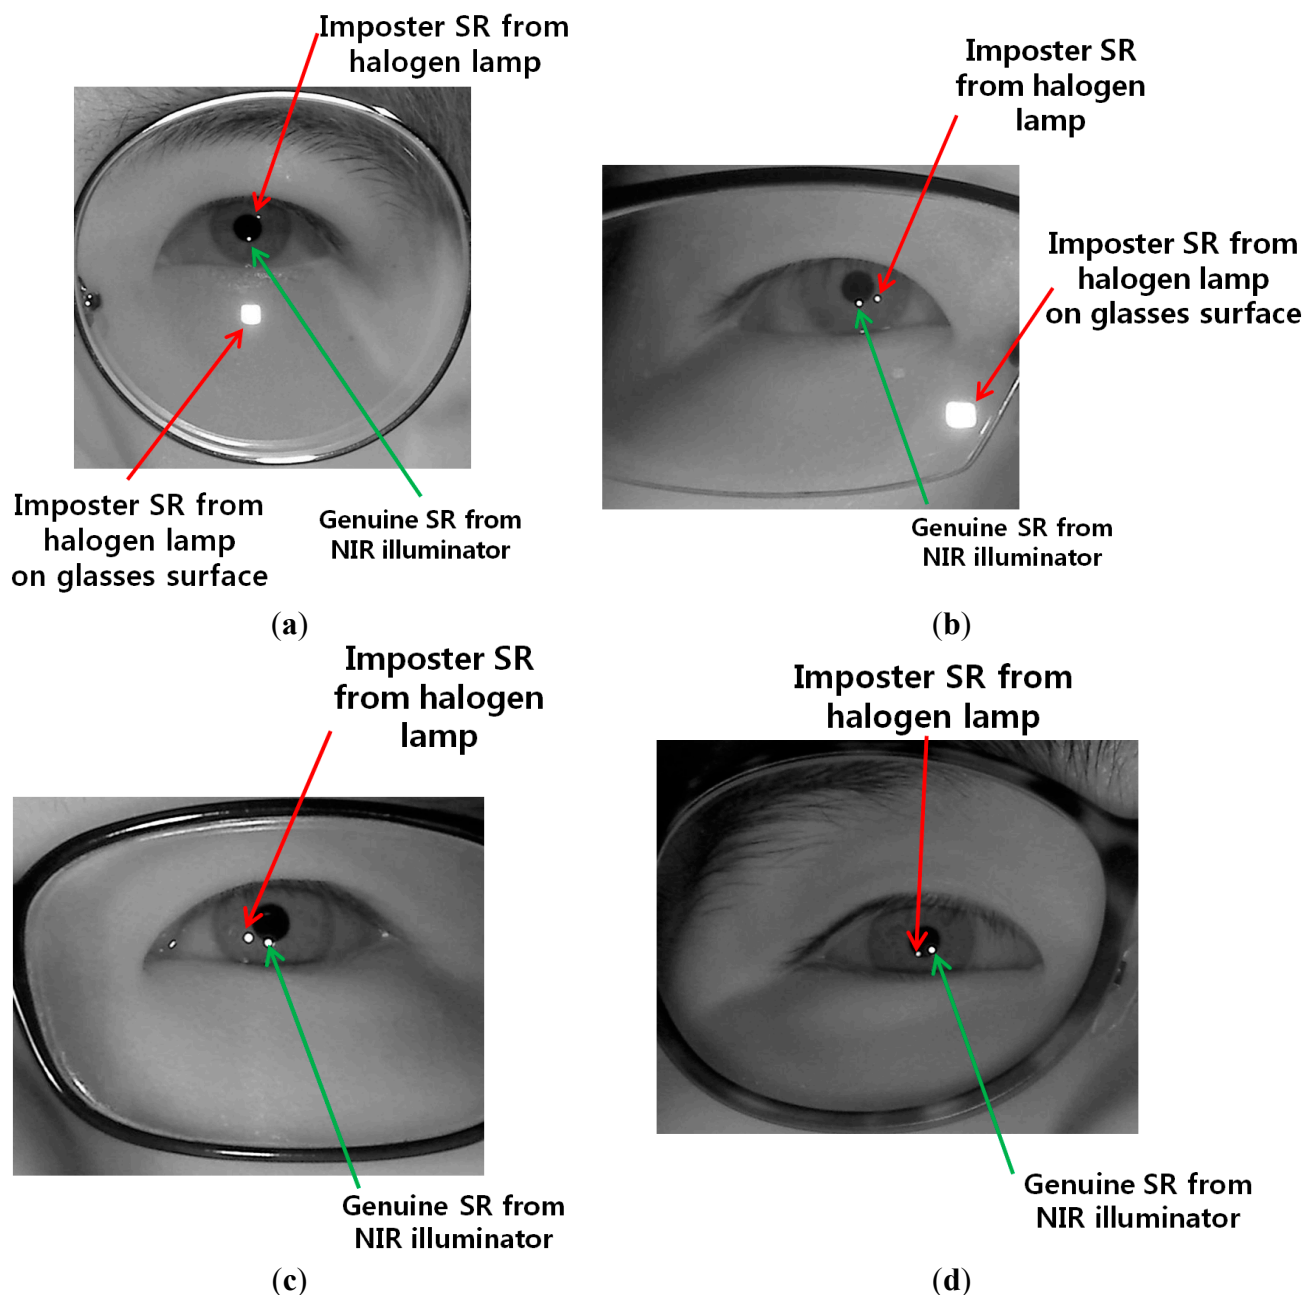 Imposter SR from
halogen lamp
Imposter SR from
halogen lamp
on glasses surface
Genuine SR from
NIR illuminator
(a)
Imposter SR
from halogen
lamp
Imposter SR from
halogen lamp
on glasses surface
Genuine SR from
NIR illuminator
(b)
Imposter SR
from halogen
lamp
Genuine SR from
NIR illuminator
(c)
Imposter SR from
halogen lamp
Genuine SR from
NIR illuminator
(d)